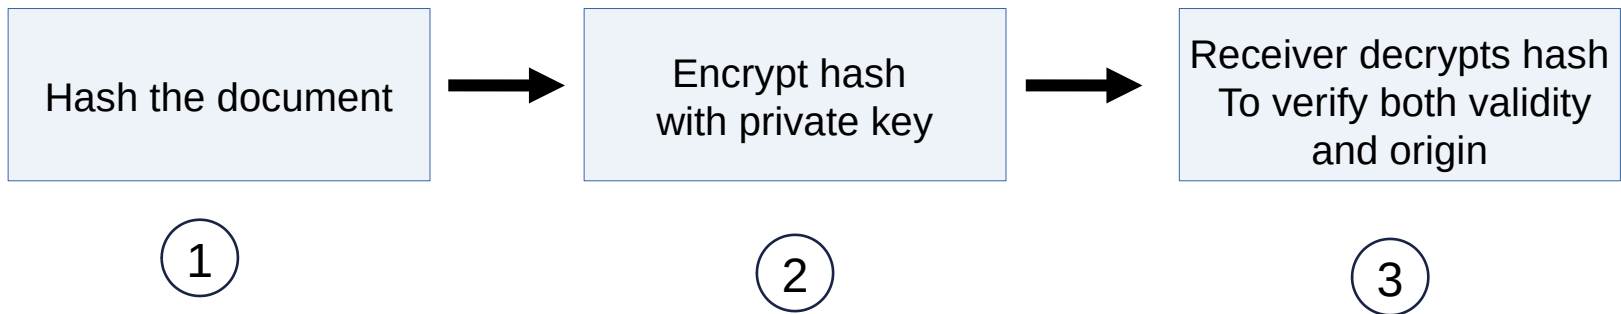 Hash the document
Encrypt hash
with private key
Receiver decrypts hash
To verify both validity
and origin
1
2
3